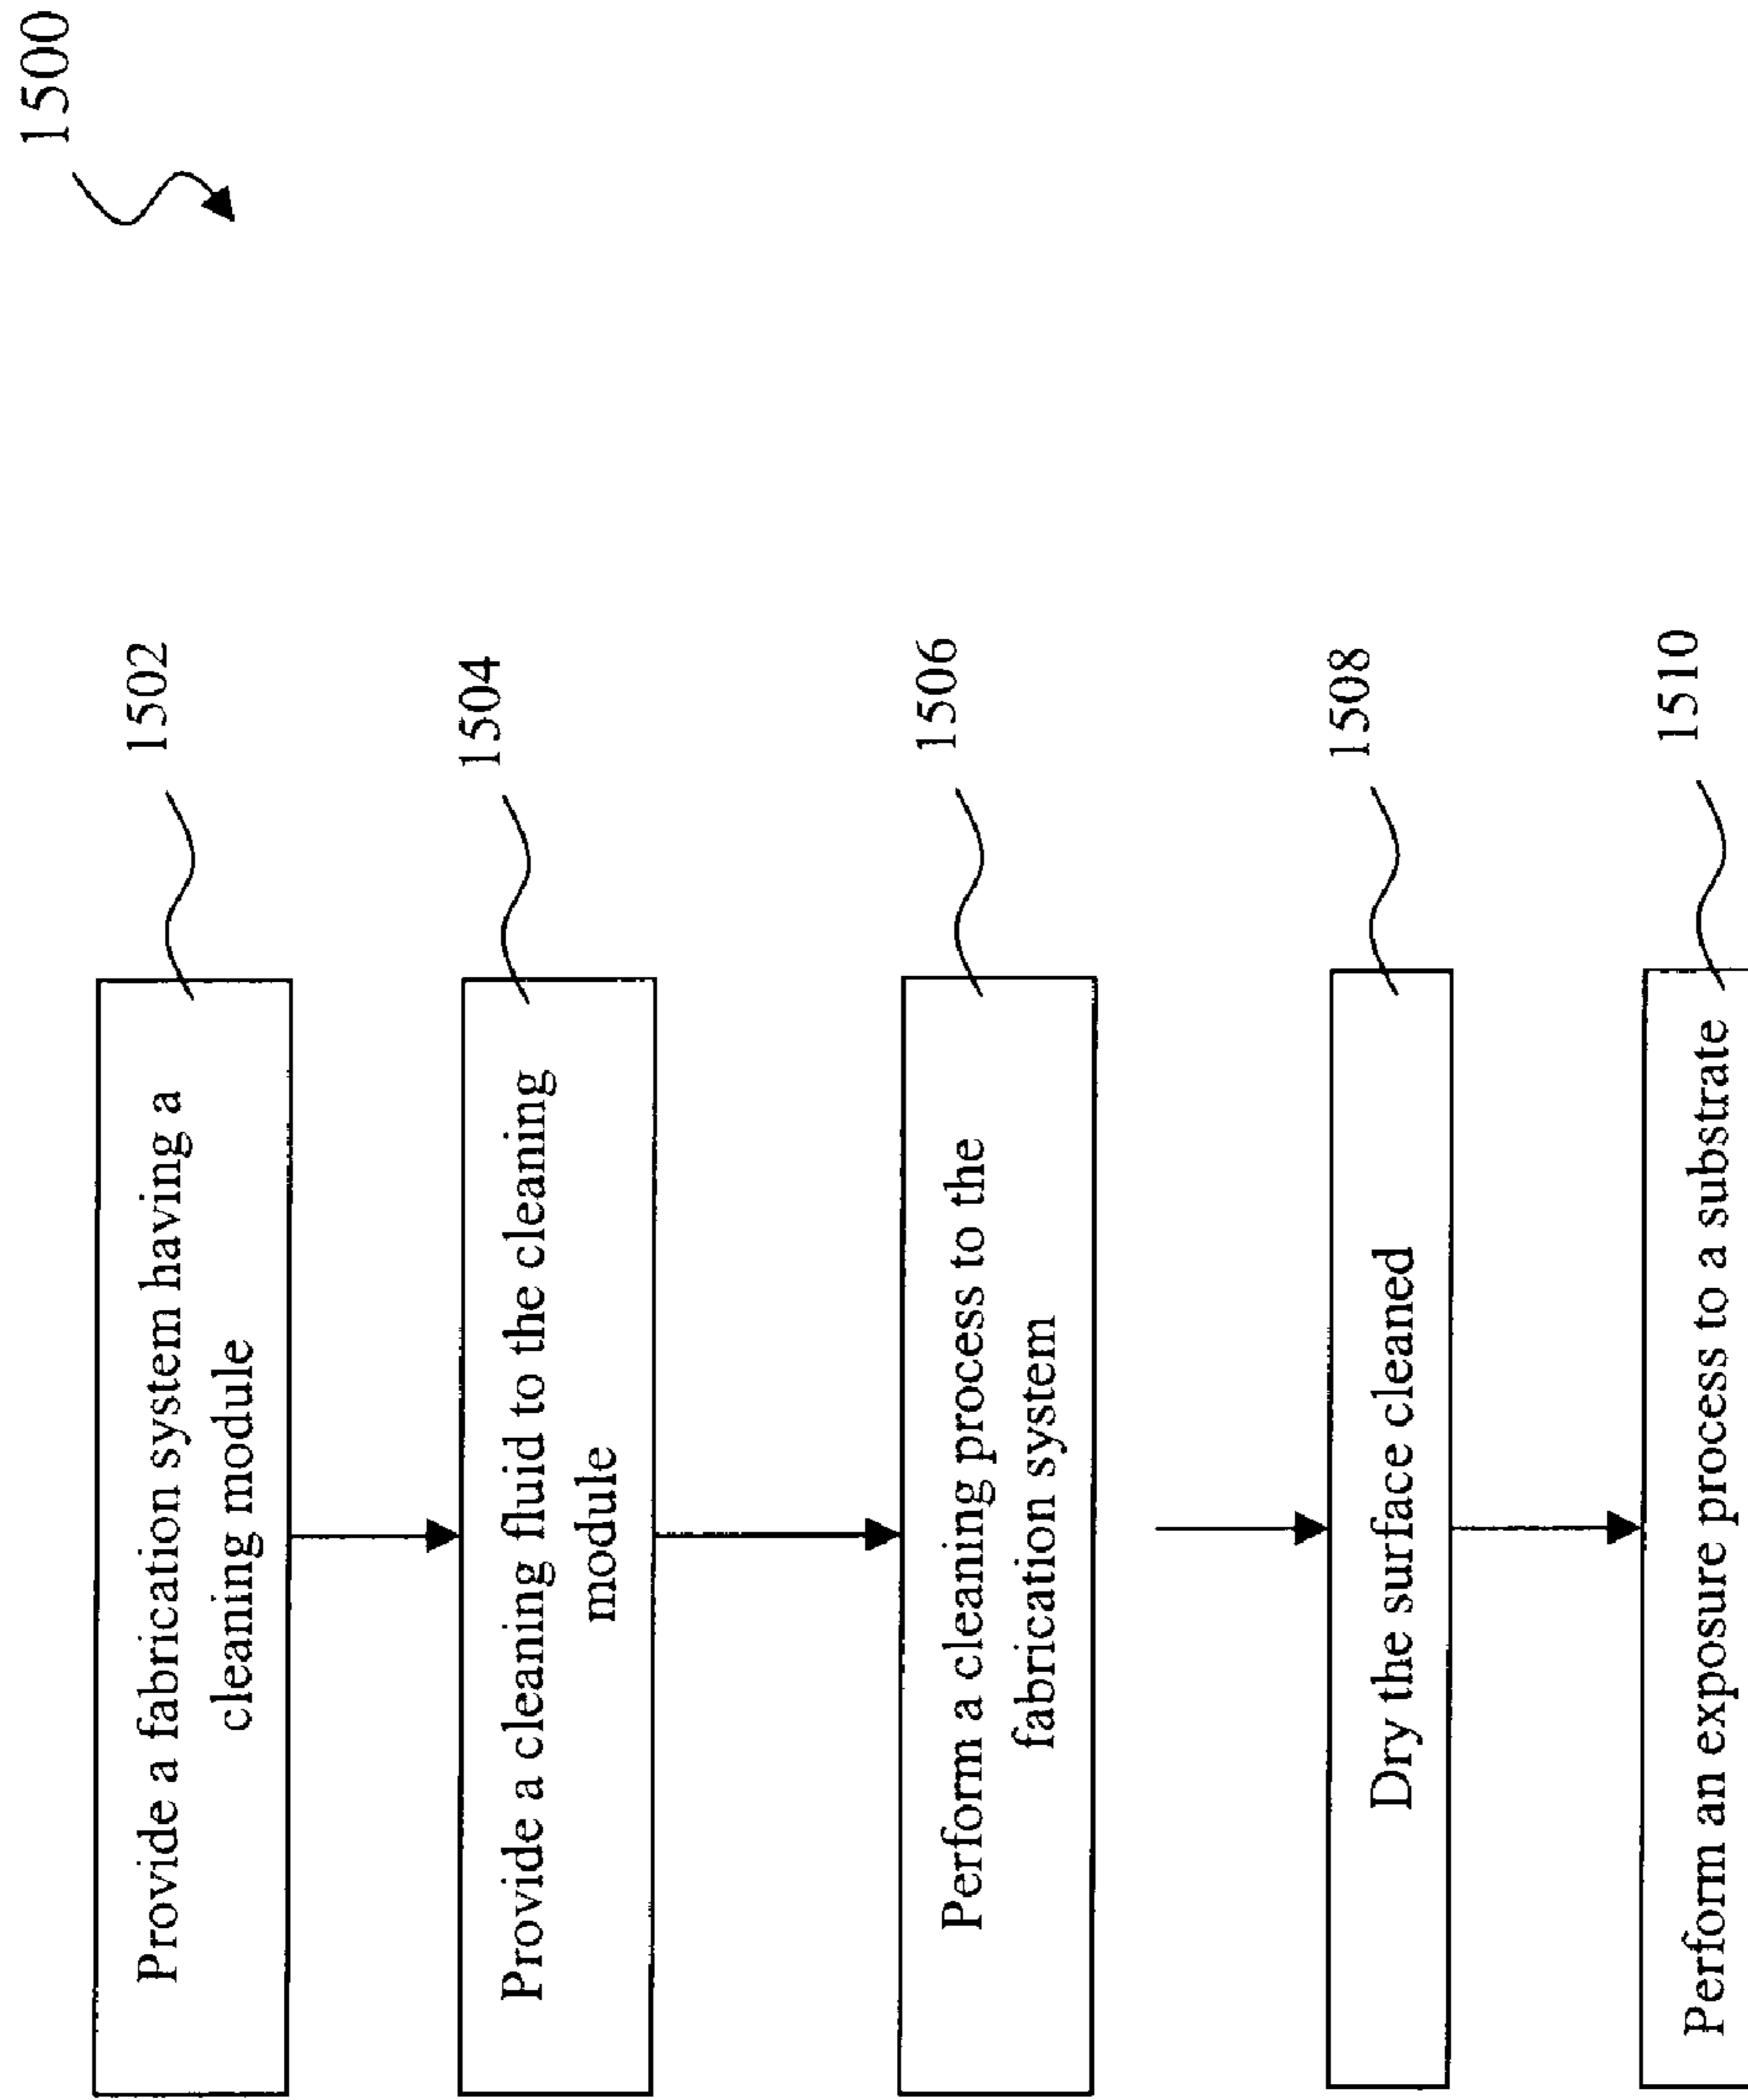 1500
Provide a fabrication system having a
cleaning module
1502
Provide a cleaning fluid to the cleaning
module
1504
Perform a cleaning process to the
fabrication system
1506
Dry the surface cleaned
1508
Perform an exposure process to a substrate
1510